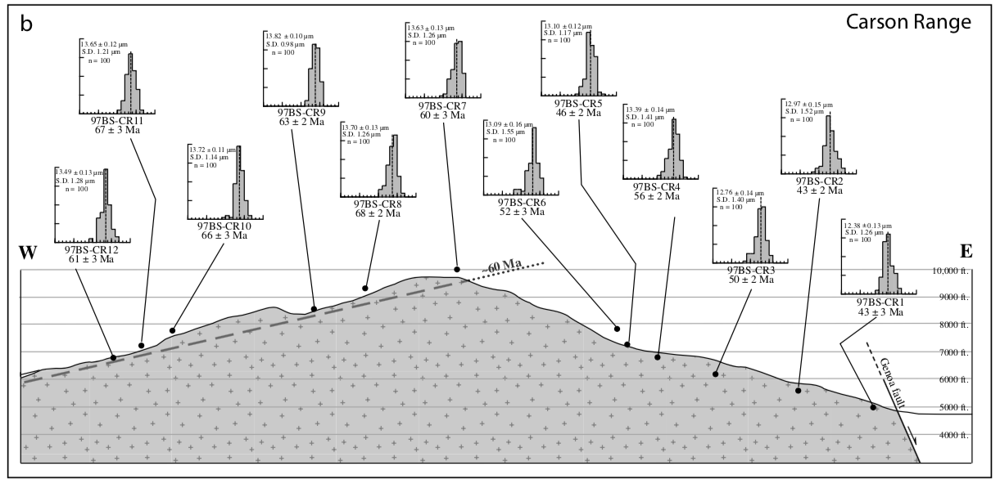 b
Carson Range
13.65 ± 0.12 µm
S.D. 1.21 µm
n = 100
97BS-CR11
67 ± 3 Ma
13.82 ± 0.10 µm
S.D. 0.98 µm
n = 100
97BS-CR9
63 ± 2 Ma
13.63 ± 0.13 µm
S.D. 1.26 µm
n = 100
97BS-CR7
60 ± 3 Ma
13.10 ± 0.12 µm
S.D. 1.17 µm
n = 100
97BS-CR5
46 ± 2 Ma
13.39 ± 0.14 µm
S.D. 1.41 µm
n = 100
97BS-CR4
56 ± 2 Ma
12.97 ± 0.15 µm
S.D. 1.52 µm
n = 100
97BS-CR2
43 ± 2 Ma
13.49 ± 0.13 µm
S.D. 1.28 µm
n = 100
97BS-CR12
61 ± 3 Ma
13.72 ± 0.11 µm
S.D. 1.14 µm
n = 100
97BS-CR10
66 ± 3 Ma
13.70 ± 0.13 µm
S.D. 1.26 µm
n = 100
97BS-CR8
68 ± 2 Ma
13.09 ± 0.16 µm
S.D. 1.55 µm
n = 100
97BS-CR6
52 ± 3 Ma
12.76 ± 0.14 µm
S.D. 1.40 µm
n = 100
97BS-CR3
50 ± 2 Ma
12.38 ± 0.13 µm
S.D. 1.26 µm
n = 100
97BS-CR1
43 ± 3 Ma
W
E
~60 Ma
10,000 ft.
9000 ft.
8000 ft.
7000 ft.
6000 ft.
5000 ft.
4000 ft.
Genoa fault